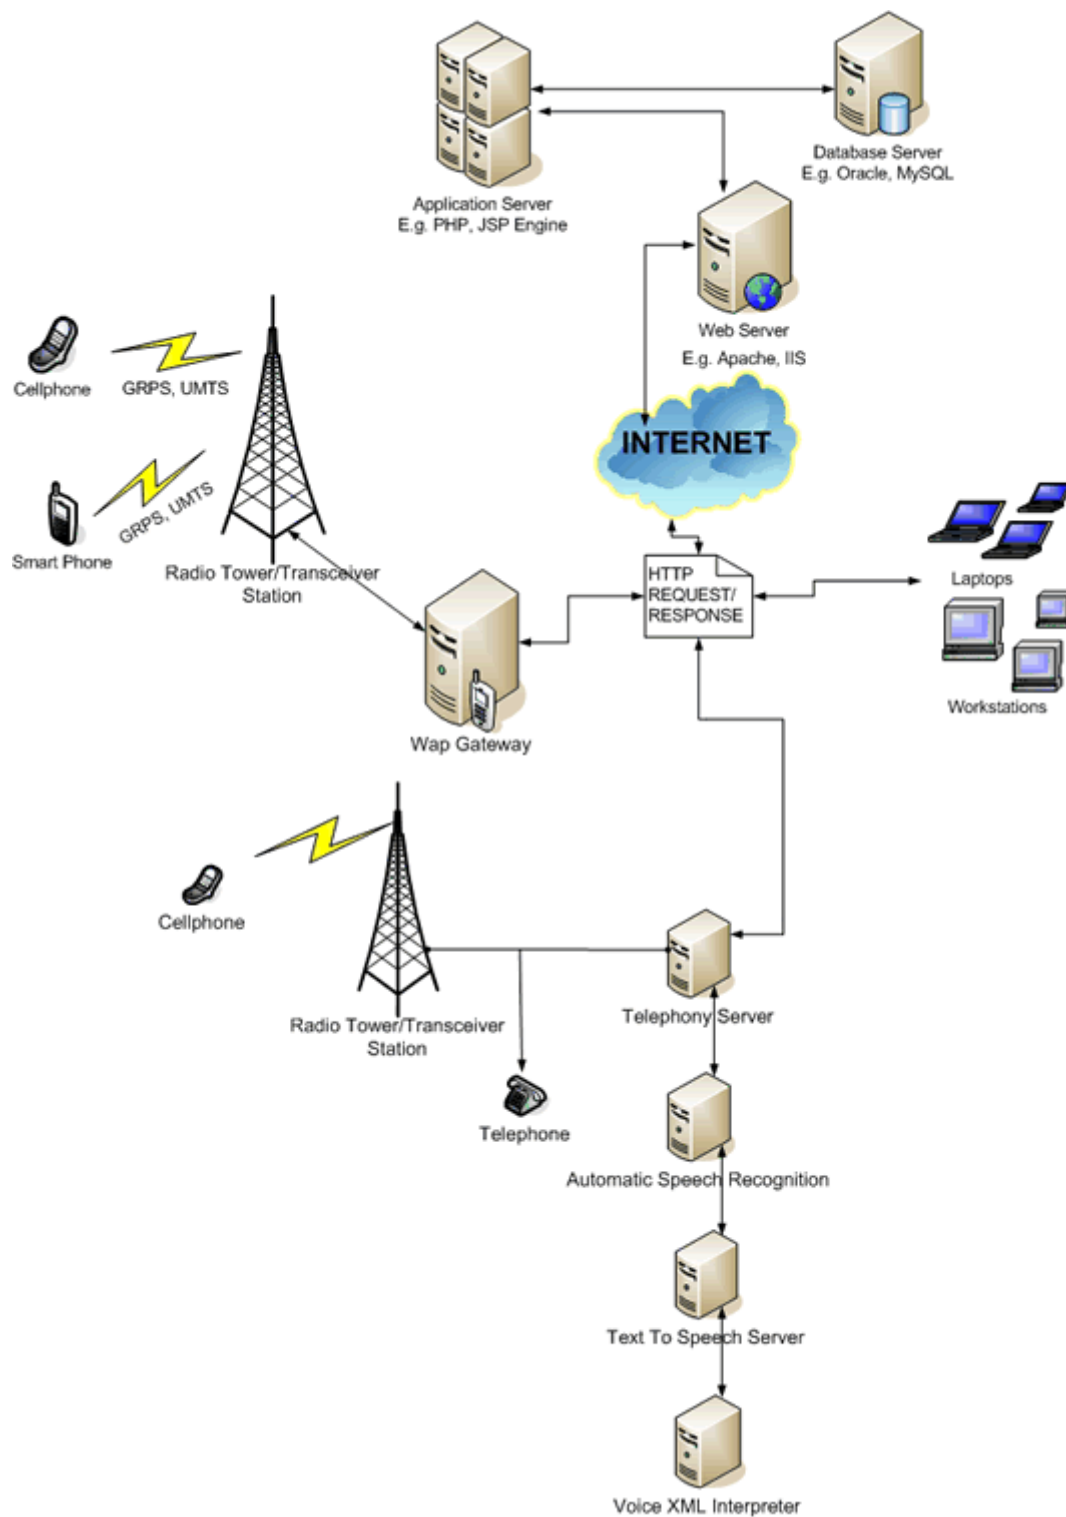 Database Server
E.g. Oracle, MySQL
Application Server
E.g. PHP, JSP Engine
Web Server
E.g. Apache, IIS
Cellphone
GRPS, UMTS
INTERNET
GRPS, UMTS
Smart Phone
Radio Tower/Transceiver
Station
HTTP
REQUEST/
RESPONSE
Laptops
Workstations
Wap Gateway
Cellphone
Radio Tower/Transceiver
Station
Telephony Server
Telephone
Automatic Speech Recognition
Text To Speech Server
Voice XML Interpreter